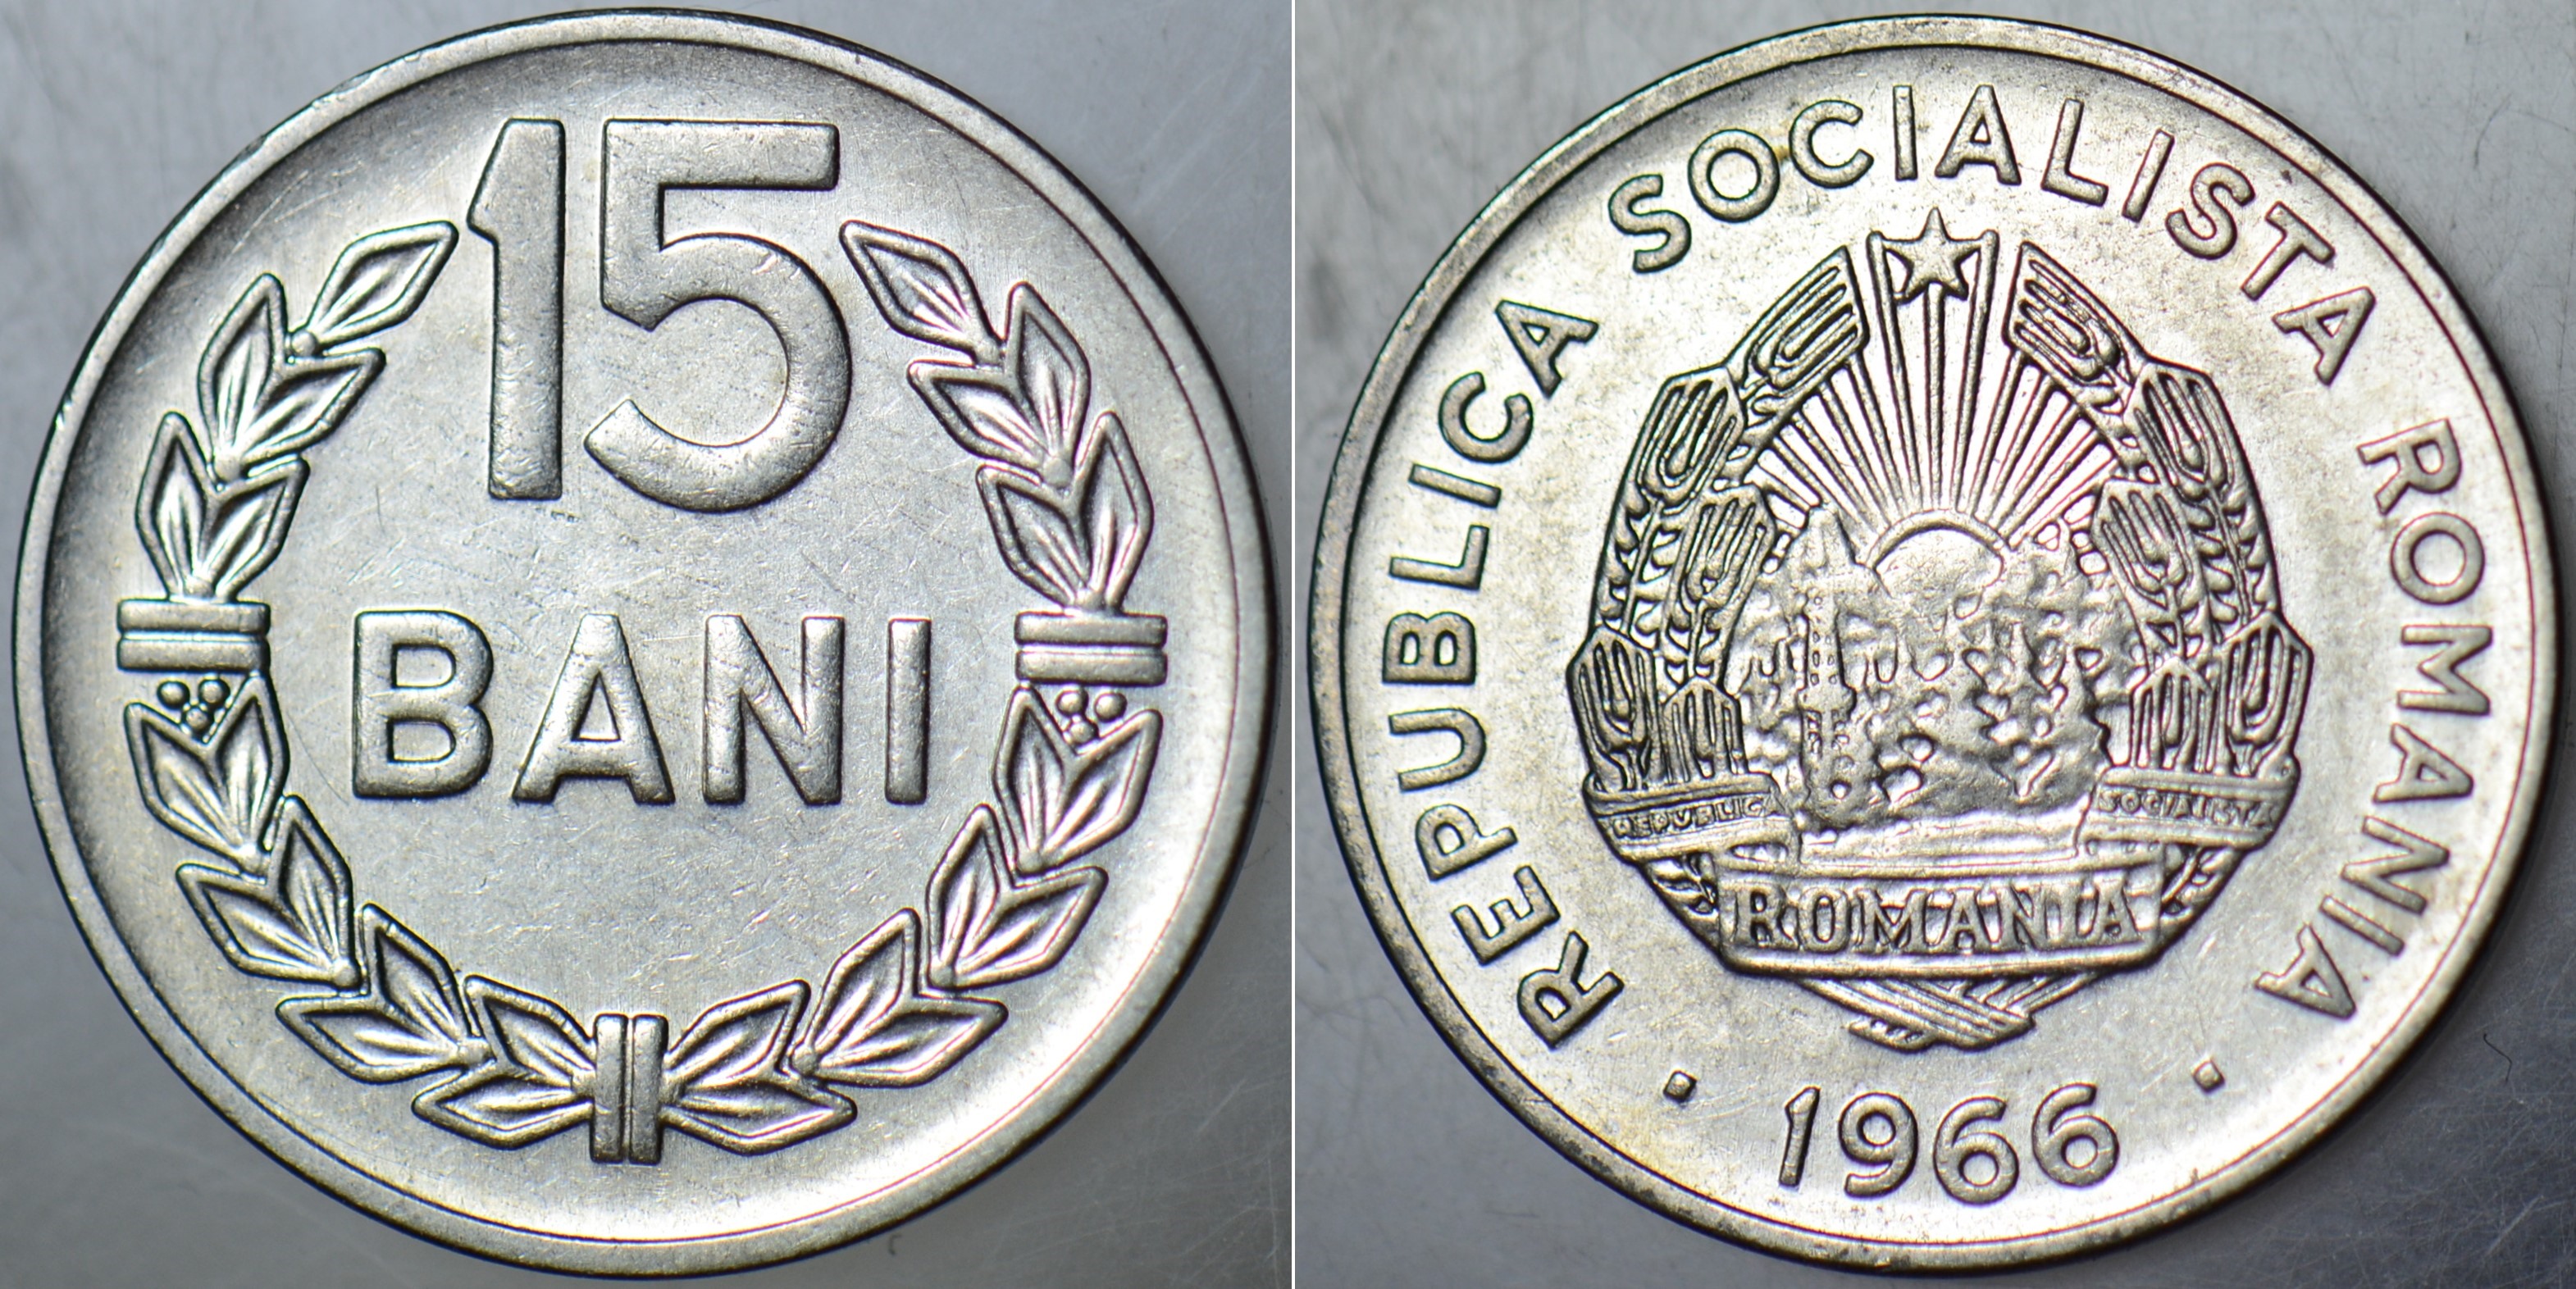 15
BANI
REPUBLICA SOCIALISTA ROMANIA
REPUBLICA
SOCIALISTA
ROMANIA
· 1966 ·